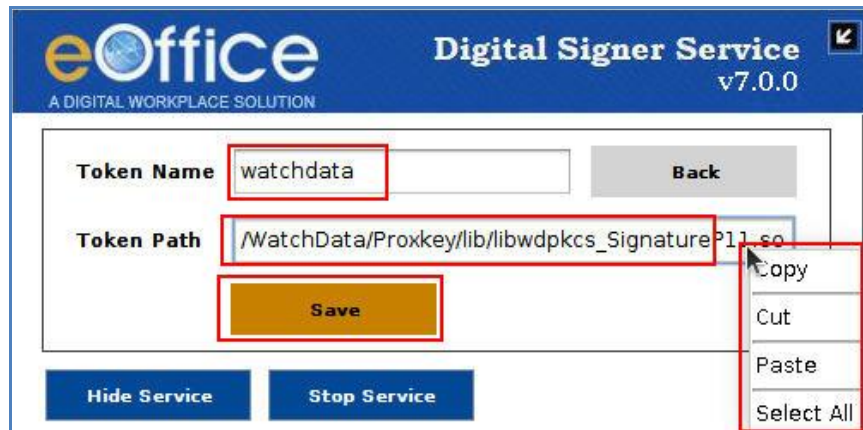 eOffice
A DIGITAL WORKPLACE SOLUTION
Digital Signer Service
v7.0.0
Token Name watchdata Back
Token Path /WatchData/Proxkey/lib/libwdpkcs_SignatureP11.so
Save
Copy
Cut
Paste
Select All
Hide Service Stop Service